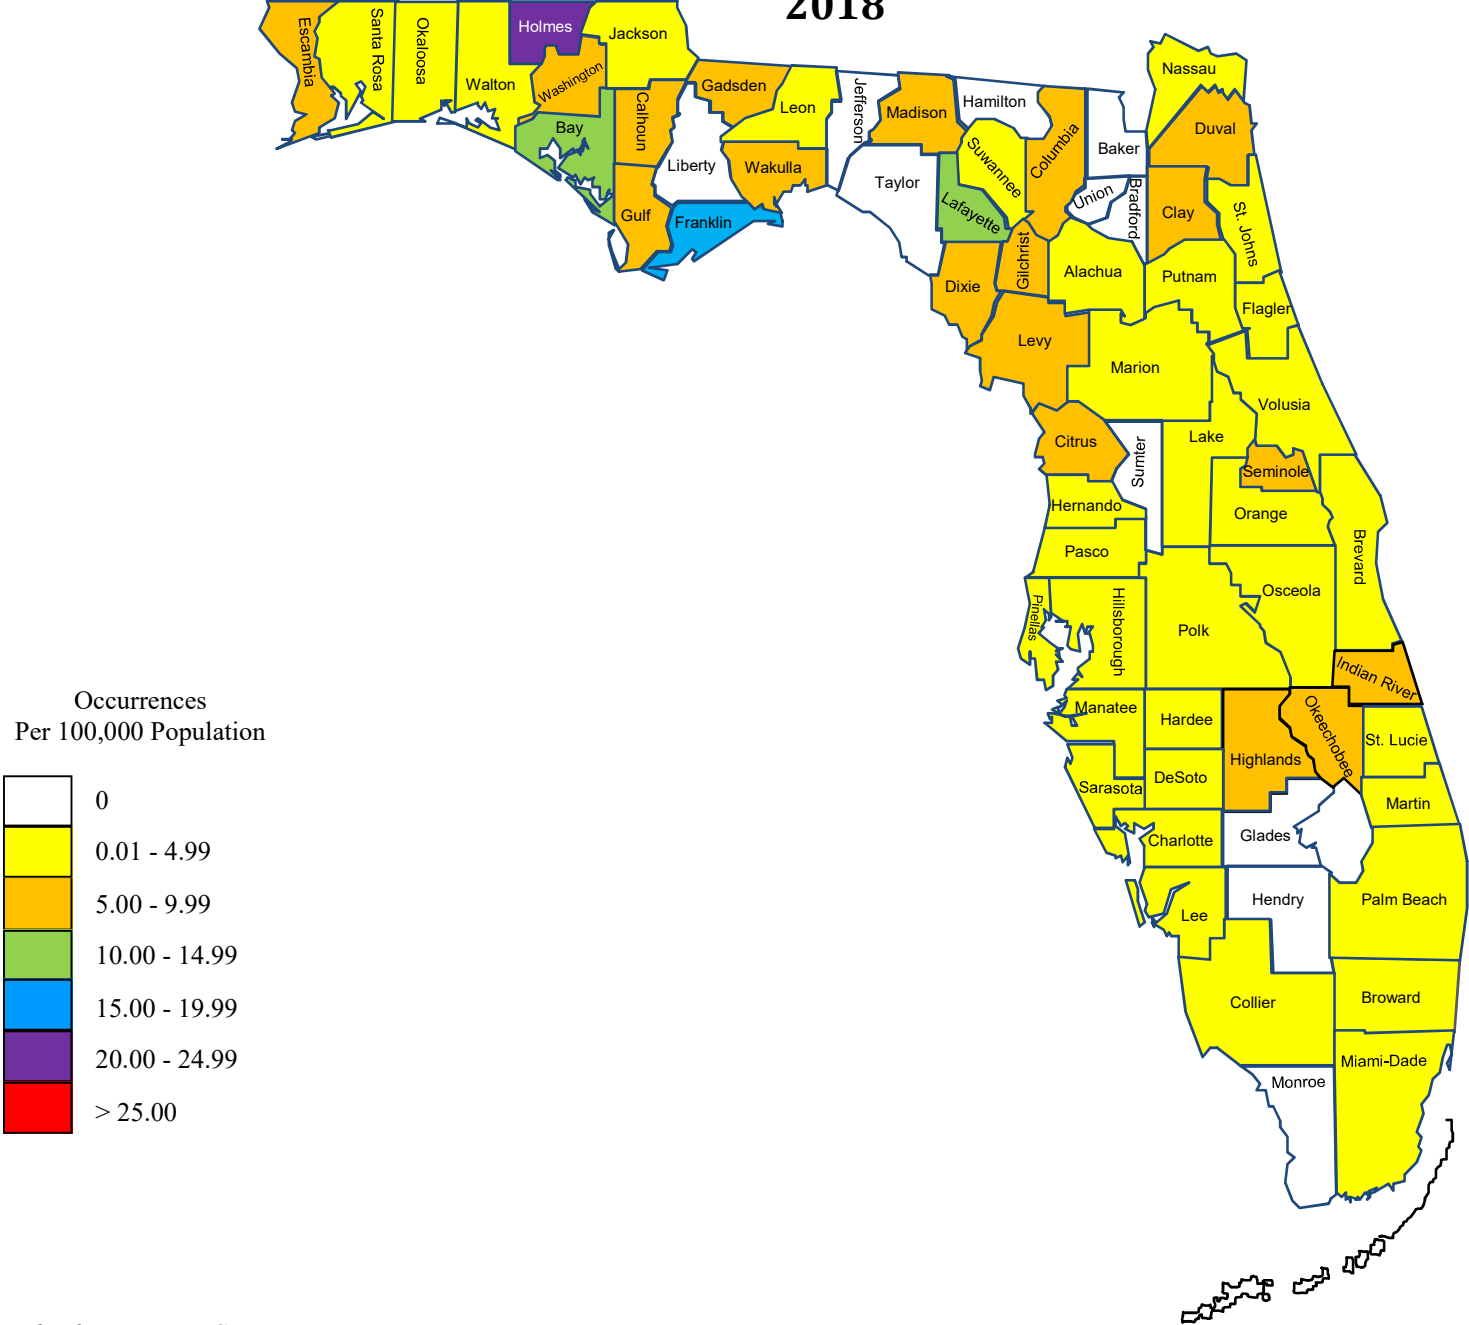 2018
Escambia
Santa Rosa
Okaloosa
Walton
Holmes
Jackson
Washington
Bay
Calhoun
Gulf
Gadsden
Liberty
Franklin
Leon
Wakulla
Jefferson
Madison
Taylor
Hamilton
Suwannee
Lafayette
Columbia
Dixie
Gilchrist
Baker
Union
Bradford
Nassau
Duval
Clay
St. Johns
Alachua
Putnam
Flagler
Levy
Marion
Volusia
Citrus
Sumter
Lake
Seminole
Hernando
Orange
Pasco
Brevard
Pinellas
Hillsborough
Polk
Osceola
Indian River
Manatee
Hardee
Highlands
Okeechobee
St. Lucie
Sarasota
DeSoto
Martin
Charlotte
Glades
Lee
Hendry
Palm Beach
Collier
Broward
Miami-Dade
Monroe
Occurrences
Per 100,000 Population
0
0.01 - 4.99
5.00 - 9.99
10.00 - 14.99
15.00 - 19.99
20.00 - 24.99
> 25.00